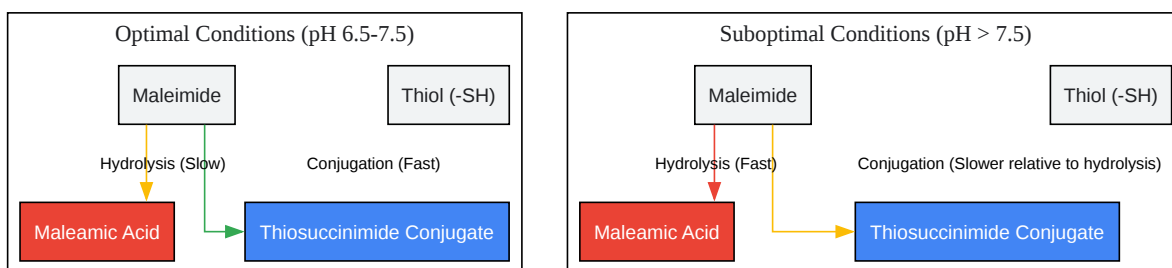 Optimal Conditions (pH 6.5-7.5)
Maleimide
Thiol (-SH)
Hydrolysis (Slow)
Conjugation (Fast)
Maleamic Acid
Thiosuccinimide Conjugate
Suboptimal Conditions (pH > 7.5)
Maleimide
Thiol (-SH)
Hydrolysis (Fast)
Conjugation (Slower relative to hydrolysis)
Maleamic Acid
Thiosuccinimide Conjugate